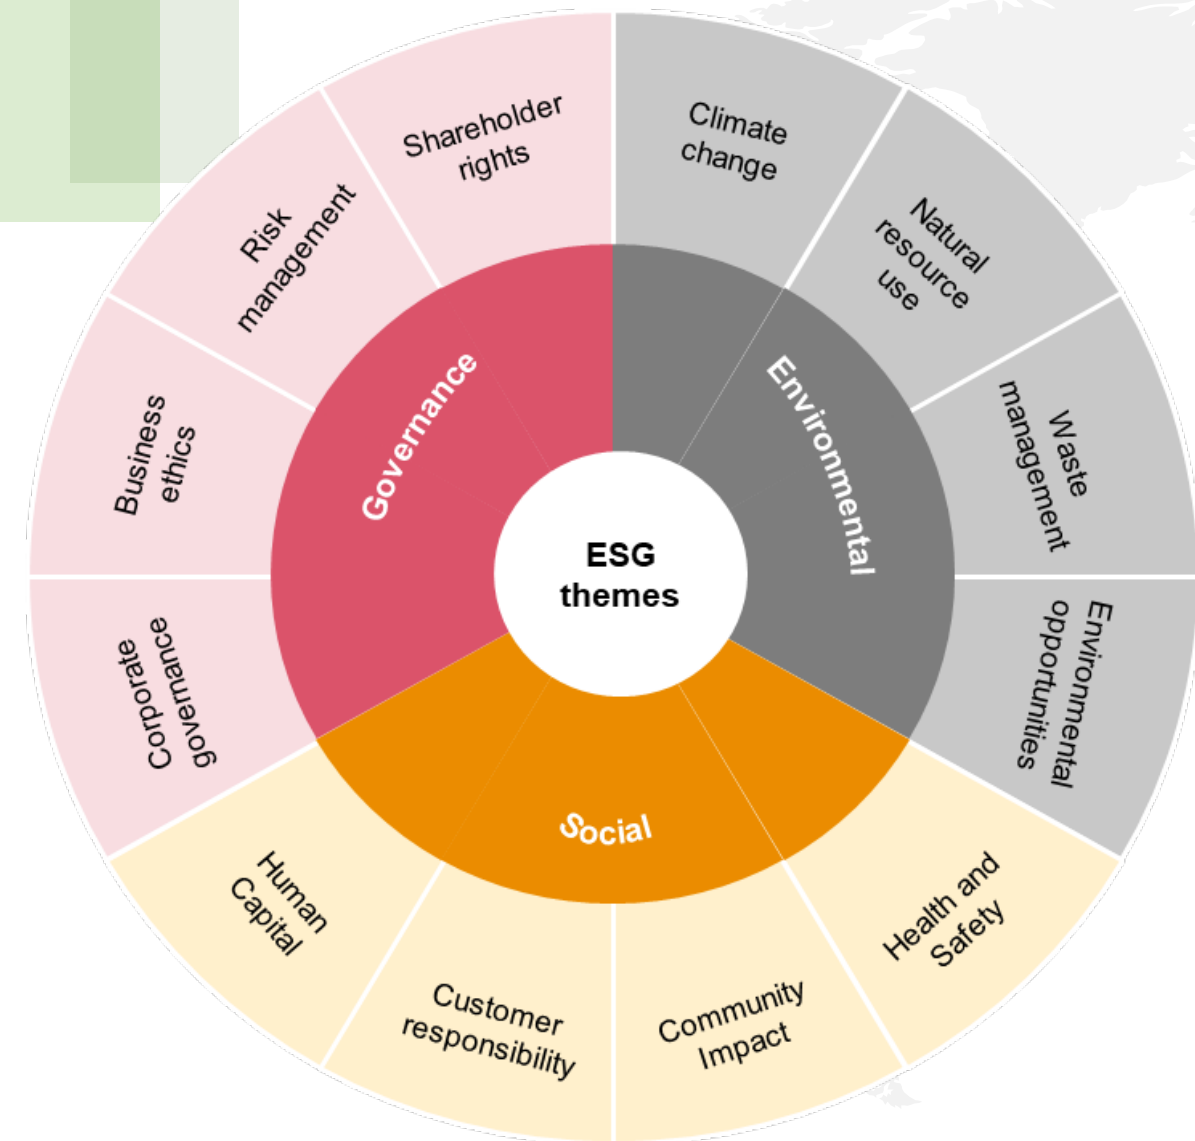 ESG
themes
Environmental
Climate
change
Natural
resource
use
Waste
management
Environmental
opportunities
Social
Health and
Safety
Community
Impact
Customer
responsibility
Human
Capital
Governance
Corporate
governance
Business
ethics
Risk
management
Shareholder
rights